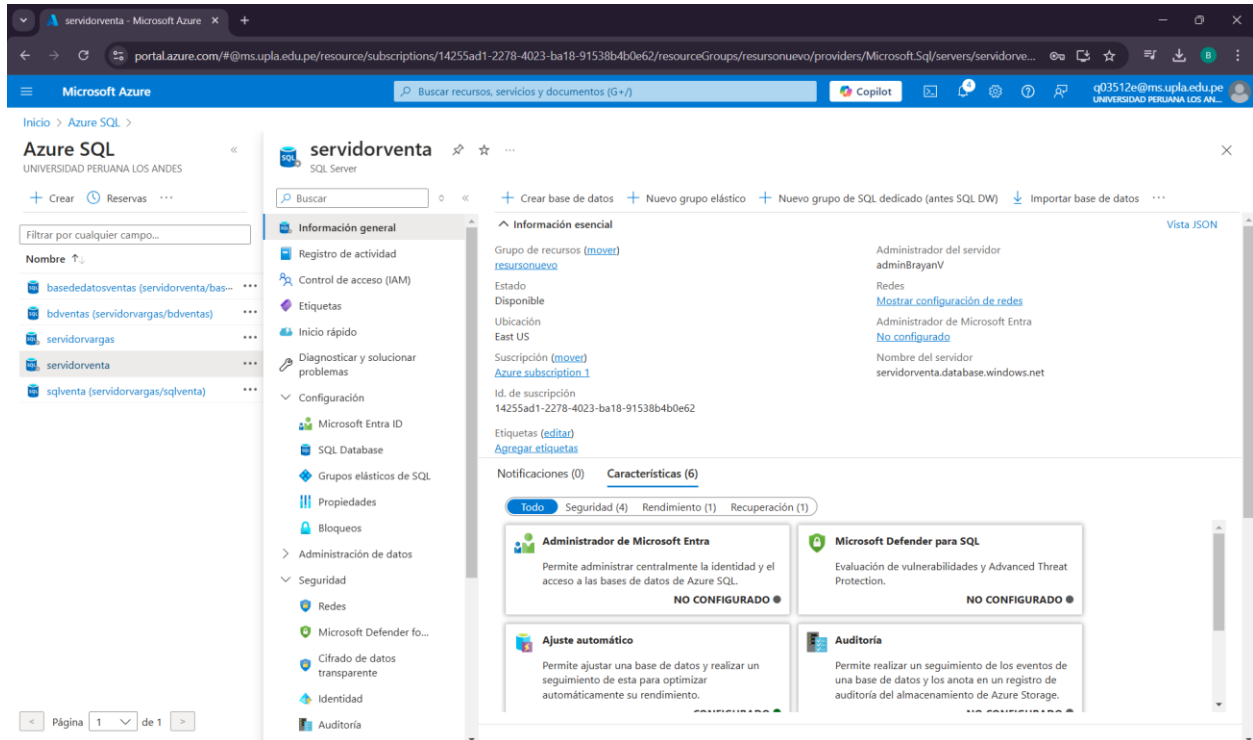 servidorventa - Microsoft Azure
portal.azure.com/#@ms.upla.edu.pe/resource/subscriptions/14255ad1-2278-4023-ba18-91538b4b0e62/resourceGroups/resursonuevo/providers/Microsoft.Sql/servers/servidorve...
B
Microsoft Azure
Buscar recursos, servicios y documentos (G+/)
Copilot
4
q03512e@ms.upla.edu.pe
UNIVERSIDAD PERUANA LOS AN...
Inicio > Azure SQL >
Azure SQL
UNIVERSIDAD PERUANA LOS ANDES
+ Crear
Reservas
...
Filtrar por cualquier campo...
Nombre ↑↓
basededatosventas (servidorventa/bas...
bdventas (servidorvargas/bdventas)
servidorvargas
servidorventa
sqlventa (servidorvargas/sqlventa)
< Página 1 de 1 >
servidorventa
SQL Server
Buscar
Información general
Registro de actividad
Control de acceso (IAM)
Etiquetas
Inicio rápido
Diagnosticar y solucionar
problemas
Configuración
Microsoft Entra ID
SQL Database
Grupos elásticos de SQL
Propiedades
Bloqueos
Administración de datos
Seguridad
Redes
Microsoft Defender fo...
Cifrado de datos
transparente
Identidad
Auditoría
+ Crear base de datos
+ Nuevo grupo elástico
+ Nuevo grupo de SQL dedicado (antes SQL DW)
Importar base de datos
...
Información esencial
Vista JSON
Grupo de recursos (mover)
resursonuevo
Estado
Disponible
Ubicación
East US
Suscripción (mover)
Azure subscription 1
Id. de suscripción
14255ad1-2278-4023-ba18-91538b4b0e62
Etiquetas (editar)
Agregar etiquetas
Administrador del servidor
adminBrayanV
Redes
Mostrar configuración de redes
Administrador de Microsoft Entra
No configurado
Nombre del servidor
servidorventa.database.windows.net
Notificaciones (0)
Características (6)
Todo
Seguridad (4)
Rendimiento (1)
Recuperación (1)
Administrador de Microsoft Entra
Permite administrar centralmente la identidad y el
acceso a las bases de datos de Azure SQL.
NO CONFIGURADO
Microsoft Defender para SQL
Evaluación de vulnerabilidades y Advanced Threat
Protection.
NO CONFIGURADO
Ajuste automático
Permite ajustar una base de datos y realizar un
seguimiento de esta para optimizar
automáticamente su rendimiento.
CONFIGURADO
Auditoría
Permite realizar un seguimiento de los eventos de
una base de datos y los anota en un registro de
auditoría del almacenamiento de Azure Storage.
NO CONFIGURADO